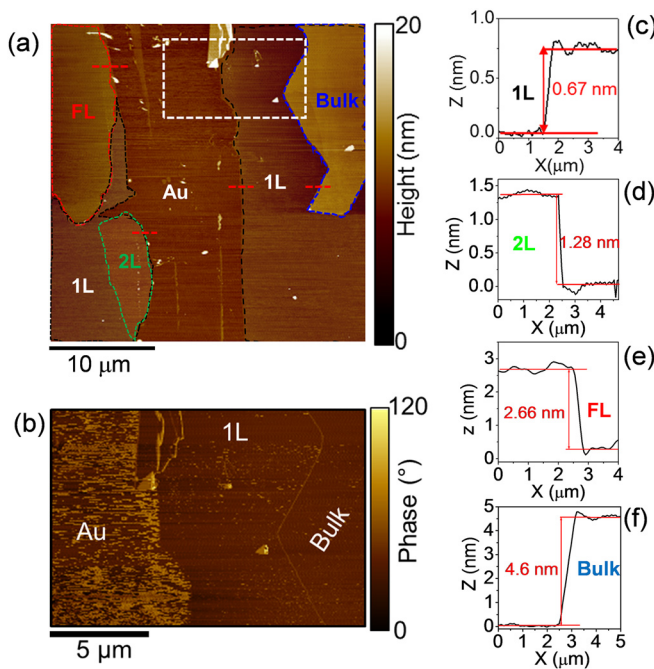 (a)
FL
Bulk
Au
1L
2L
1L
10 μm
20
Height (nm)
0
(b)
1L
Au
Bulk
5 μm
120
Phase (°)
0
(c)
Z (nm)
0.75
0.50
0.25
0.0
1L
0.67 nm
0 1 2 3 4
X(μm)
(d)
Z (nm)
1.5
1.0
0.5
0.0
2L
1.28 nm
0 1 2 3 4
X (μm)
(e)
z (nm)
3
2
1
0
2.66 nm
FL
0 1 2 3 4
X (μm)
(f)
Z (nm)
5
4
3
2
1
0
4.6 nm
Bulk
0 1 2 3 4 5
X (μm)